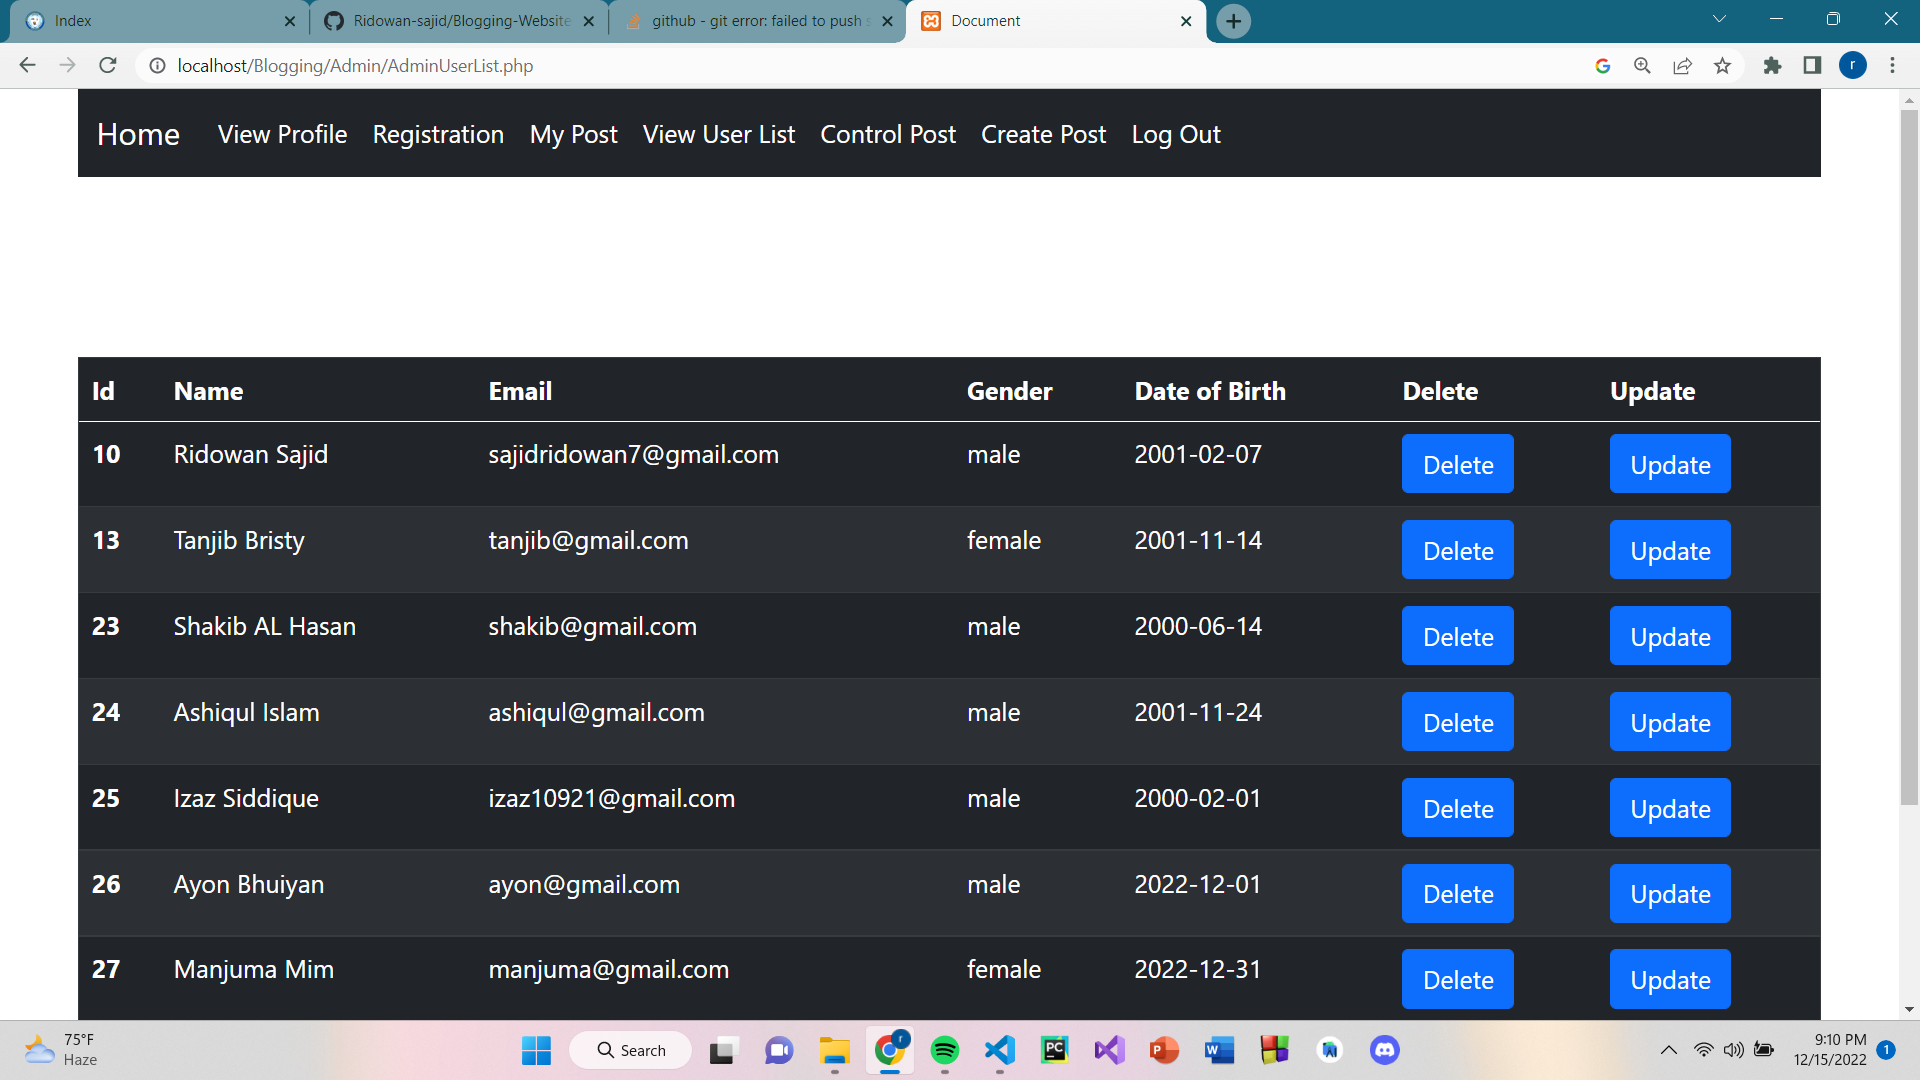 Index
Ridowan-sajid/Blogging-Website
github - git error: failed to push s
Document
localhost/Blogging/Admin/AdminUserList.php
r
Home View Profile Registration My Post View User List Control Post Create Post Log Out
Id Name Email Gender Date of Birth Delete Update
10 Ridowan Sajid sajidridowan7@gmail.com male 2001-02-07 Delete Update
13 Tanjib Bristy tanjib@gmail.com female 2001-11-14 Delete Update
23 Shakib AL Hasan shakib@gmail.com male 2000-06-14 Delete Update
24 Ashiqul Islam ashiqul@gmail.com male 2001-11-24 Delete Update
25 Izaz Siddique izaz10921@gmail.com male 2000-02-01 Delete Update
26 Ayon Bhuiyan ayon@gmail.com male 2022-12-01 Delete Update
27 Manjuma Mim manjuma@gmail.com female 2022-12-31 Delete Update
75°F
Haze
Search
9:10 PM
12/15/2022
1